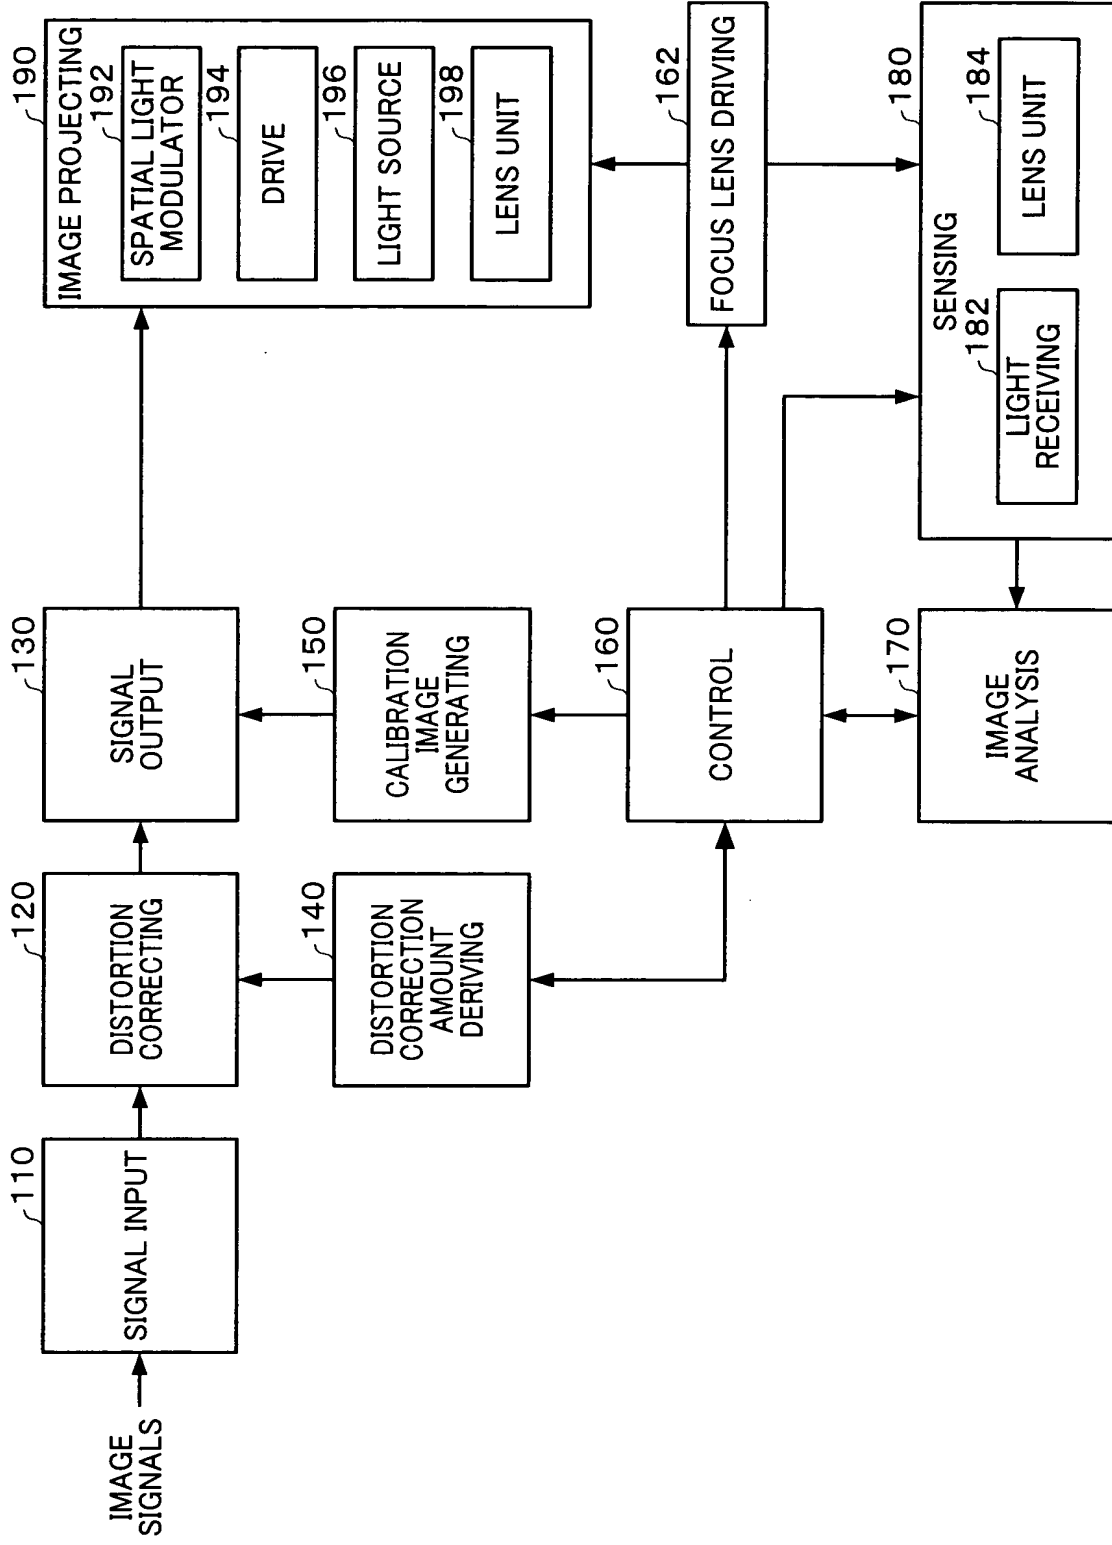 IMAGE
SIGNALS
110
SIGNAL INPUT
120
DISTORTION
CORRECTING
130
SIGNAL
OUTPUT
190
IMAGE PROJECTING
192
SPATIAL LIGHT
MODULATOR
194
DRIVE
196
LIGHT SOURCE
198
LENS UNIT
140
DISTORTION
CORRECTION
AMOUNT
DERIVING
150
CALIBRATION
IMAGE
GENERATING
160
CONTROL
162
FOCUS LENS DRIVING
170
IMAGE
ANALYSIS
180
SENSING
182
LIGHT
RECEIVING
184
LENS UNIT